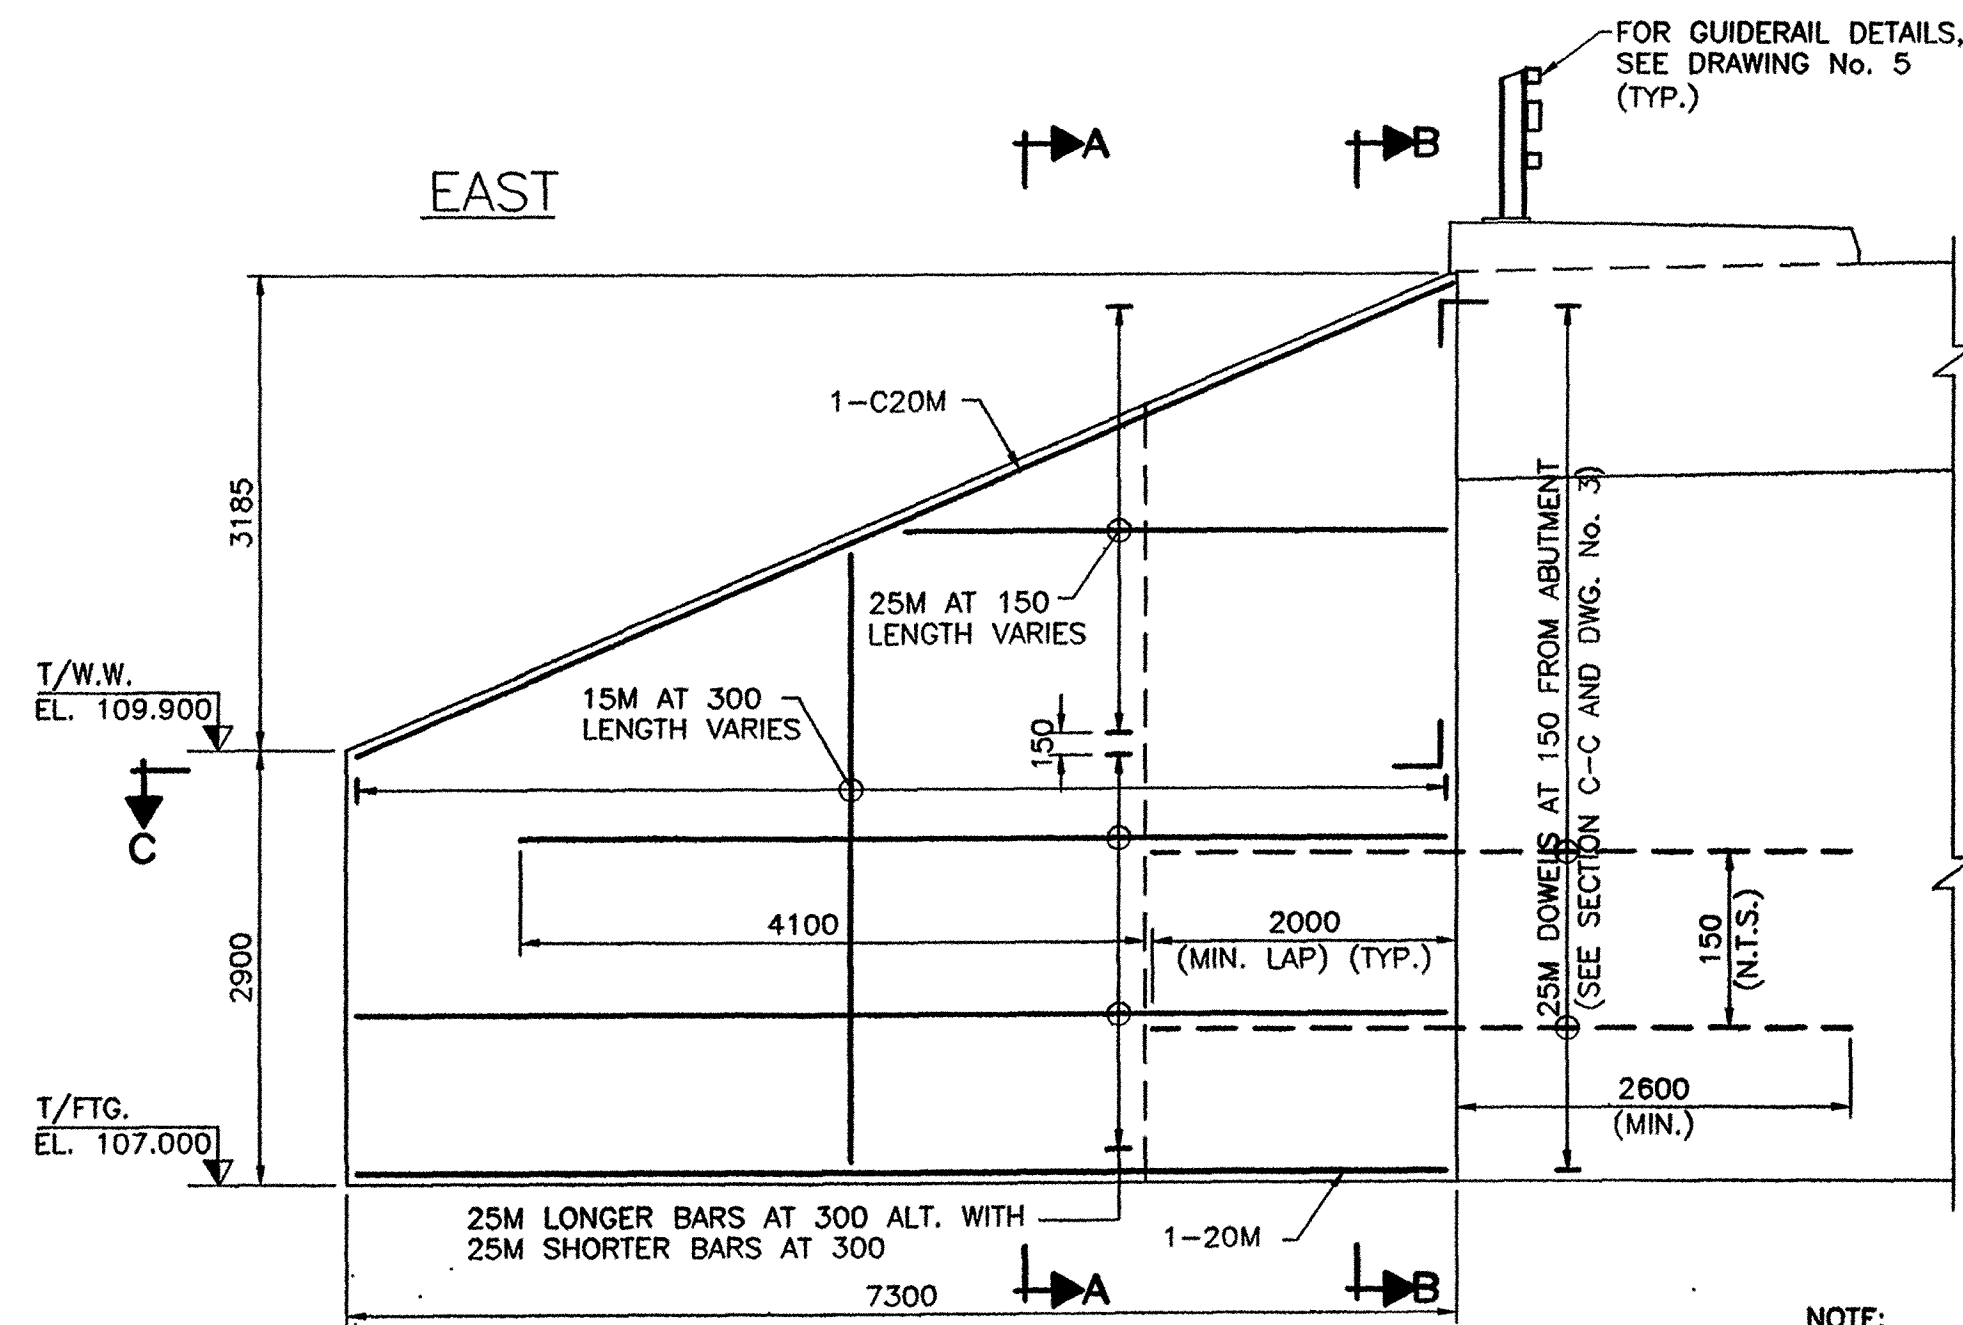 FOR GUIDERAIL DETAILS,
SEE DRAWING No. 5
(TYP.)
A
B
EAST
1-C20M
3185
25M AT 150
LENGTH VARIES
T/W.W.
EL. 109.900
15M AT 300
LENGTH VARIES
150
C
25M DOWELS AT 150 FROM ABUTMENT
(SEE SECTION C-C AND DWG. No. 3)
4100
2000
(MIN. LAP) (TYP.)
150
(N.T.S.)
2900
2600
(MIN.)
T/FTG.
EL. 107.000
25M LONGER BARS AT 300 ALT. WITH
25M SHORTER BARS AT 300
1-20M
A
B
7300
NOTE: